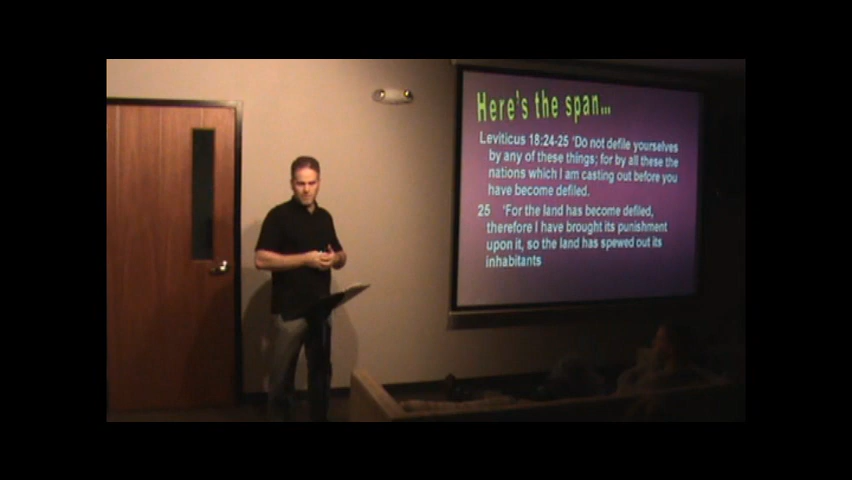 Here's the span...
Leviticus 18:24-25 'Do not defile yourselves
by any of these things; for by all these the
nations which I am casting out before you
have become defiled.
25 'For the land has become defiled,
therefore I have brought its punishment
upon it, so the land has spewed out its
inhabitants